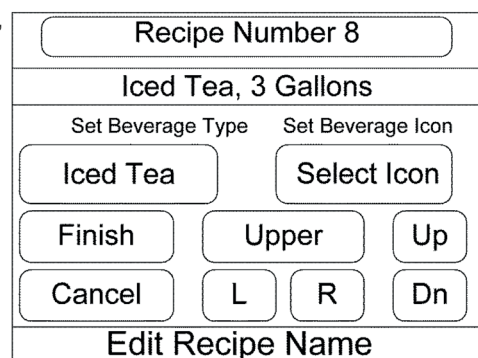 Recipe Number 8
Iced Tea, 3 Gallons
Set Beverage Type Set Beverage Icon
Iced Tea Select Icon
Finish Upper Up
Cancel L R Dn
Edit Recipe Name